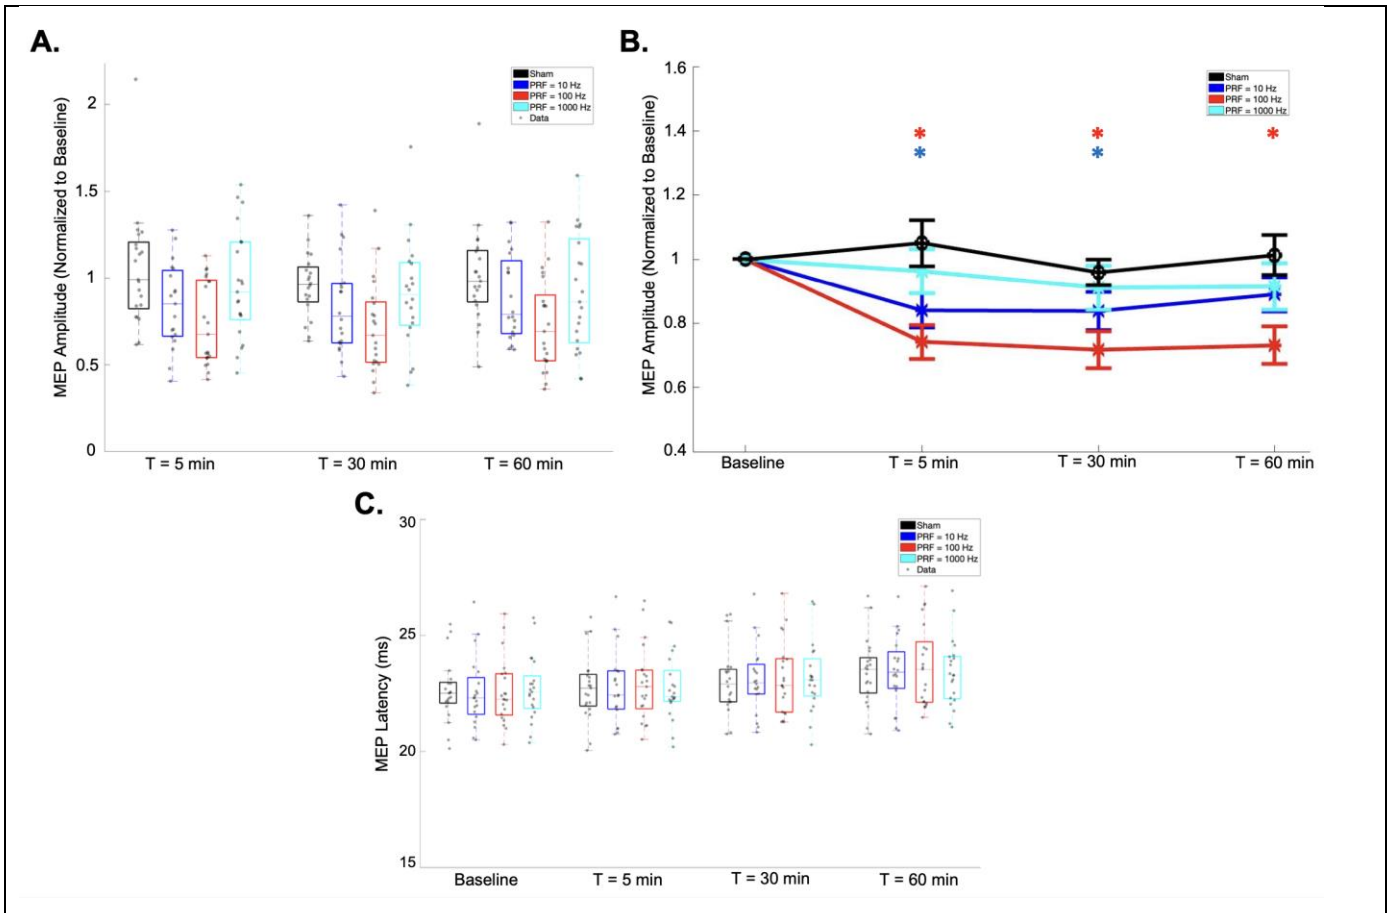 A.
MEP Amplitude (Normalized to Baseline)
2
1.5
1
0.5
0
Sham
PRF = 10 Hz
PRF = 100 Hz
PRF = 1000 Hz
Data
T = 5 min
T = 30 min
T = 60 min
B.
MEP Amplitude (Normalized to Baseline)
1.6
1.4
1.2
1
0.8
0.6
0.4
Sham
PRF = 10 Hz
PRF = 100 Hz
PRF = 1000 Hz
* * *
* *
Baseline
T = 5 min
T = 30 min
T = 60 min
C.
MEP Latency (ms)
30
25
20
15
Sham
PRF = 10 Hz
PRF = 100 Hz
PRF = 1000 Hz
Data
Baseline
T = 5 min
T = 30 min
T = 60 min